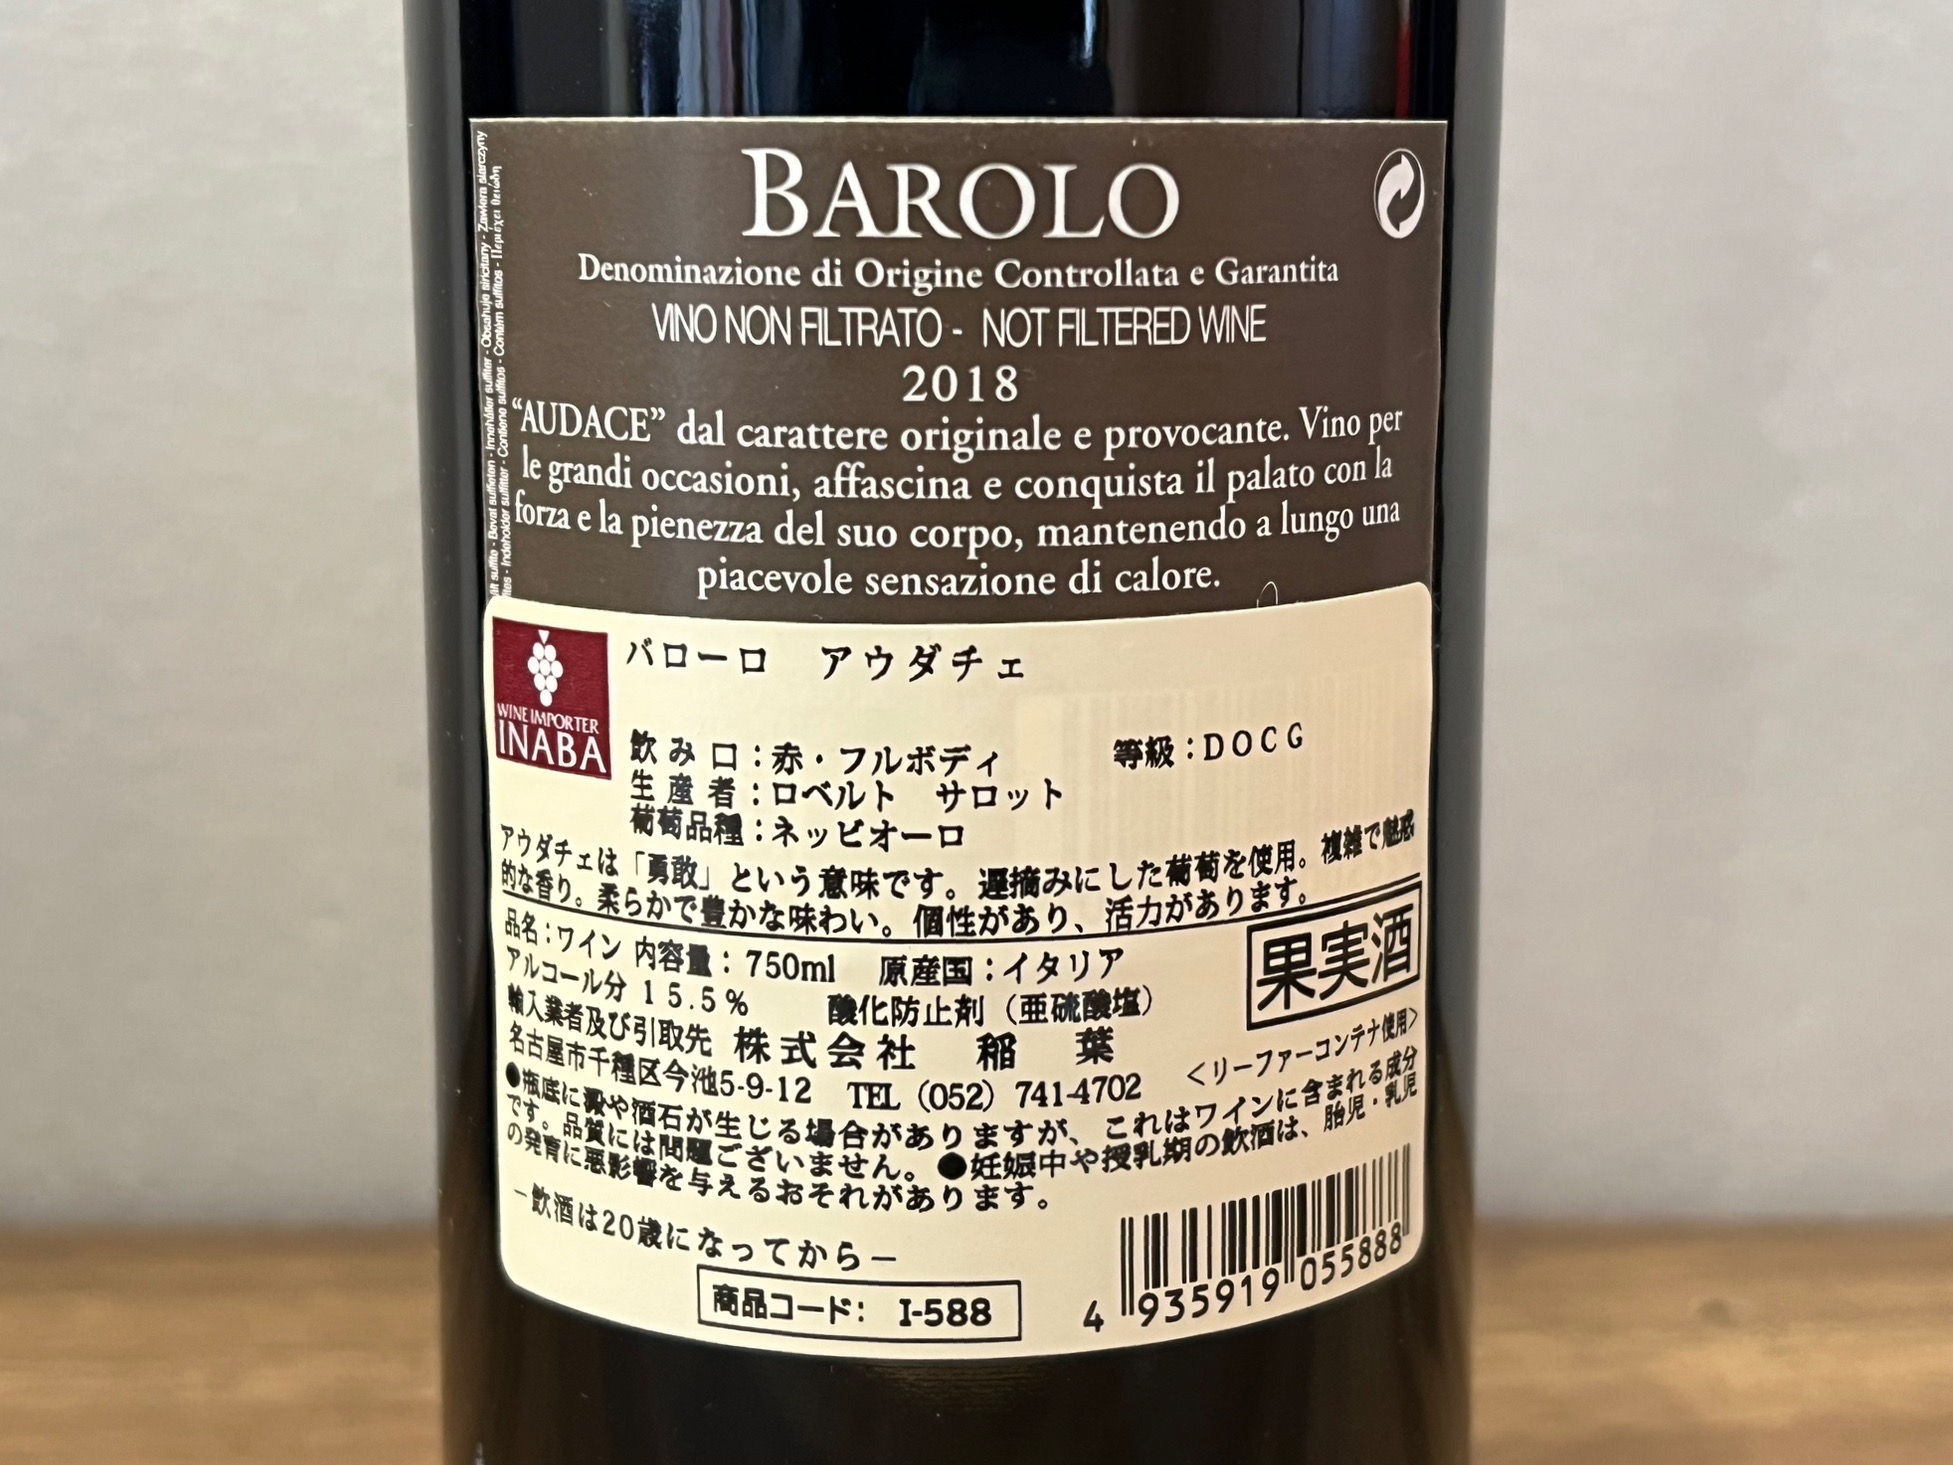 BAROLO
Denominazione di Origine Controllata e Garantita
VINO NON FILTRATO - NOT FILTERED WINE
2018
“AUDACE” dal carattere originale e provocante. Vino per
le grandi occasioni, affascina e conquista il palato con la
forza e la pienezza del suo corpo, mantenendo a lungo una
piacevole sensazione di calore.
sulfiti - Bevat sulfieten - Innehåller sulfiter - Obsahuje siričitany - Zawiera siarczyny
Indeholder sulfitter - Contiene sulfitos - Contém sulfitos - Περιέχει θειώδη
WINE IMPORTER
INABA
バローロ　アウダチェ
飲み口：赤・フルボディ　等級：DOCG
生産者：ロベルト　サロット
葡萄品種：ネッビオーロ
アウダチェは「勇敢」という意味です。遅摘みにした葡萄を使用。複雑で魅惑
的な香り。柔らかで豊かな味わい。個性があり、活力があります。
品名：ワイン 内容量：750ml　原産国：イタリア
アルコール分 15.5%　酸化防止剤（亜硫酸塩）
果実酒
輸入業者及び引取先 株式会社　稲　葉
<リーファーコンテナ使用>
名古屋市千種区今池5-9-12　TEL（052）741-4702
●瓶底に澱や酒石が生じる場合がありますが、これはワインに含まれる成分
です。品質には問題ございません。●妊娠中や授乳期の飲酒は、胎児・乳児
の発育に悪影響を与えるおそれがあります。
－飲酒は20歳になってから－
商品コード： I-588
4 935919 055888